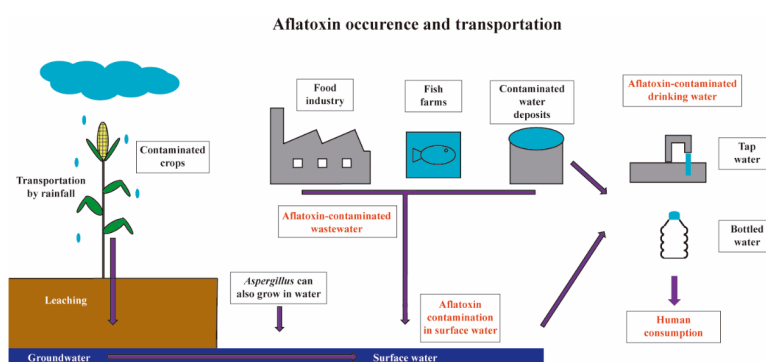 Aflatoxin occurence and transportation
Food
industry
Fish
farms
Contaminated
water
deposits
Aflatoxin-contaminated
drinking water
Contaminated
crops
Transportation
by rainfall
Tap
water
Aflatoxin-contaminated
wastewater
Bottled
water
Leaching
Aspergillus can
also grow in water
Aflatoxin
contamination
in surface water
Human
consumption
Groundwater
Surface water